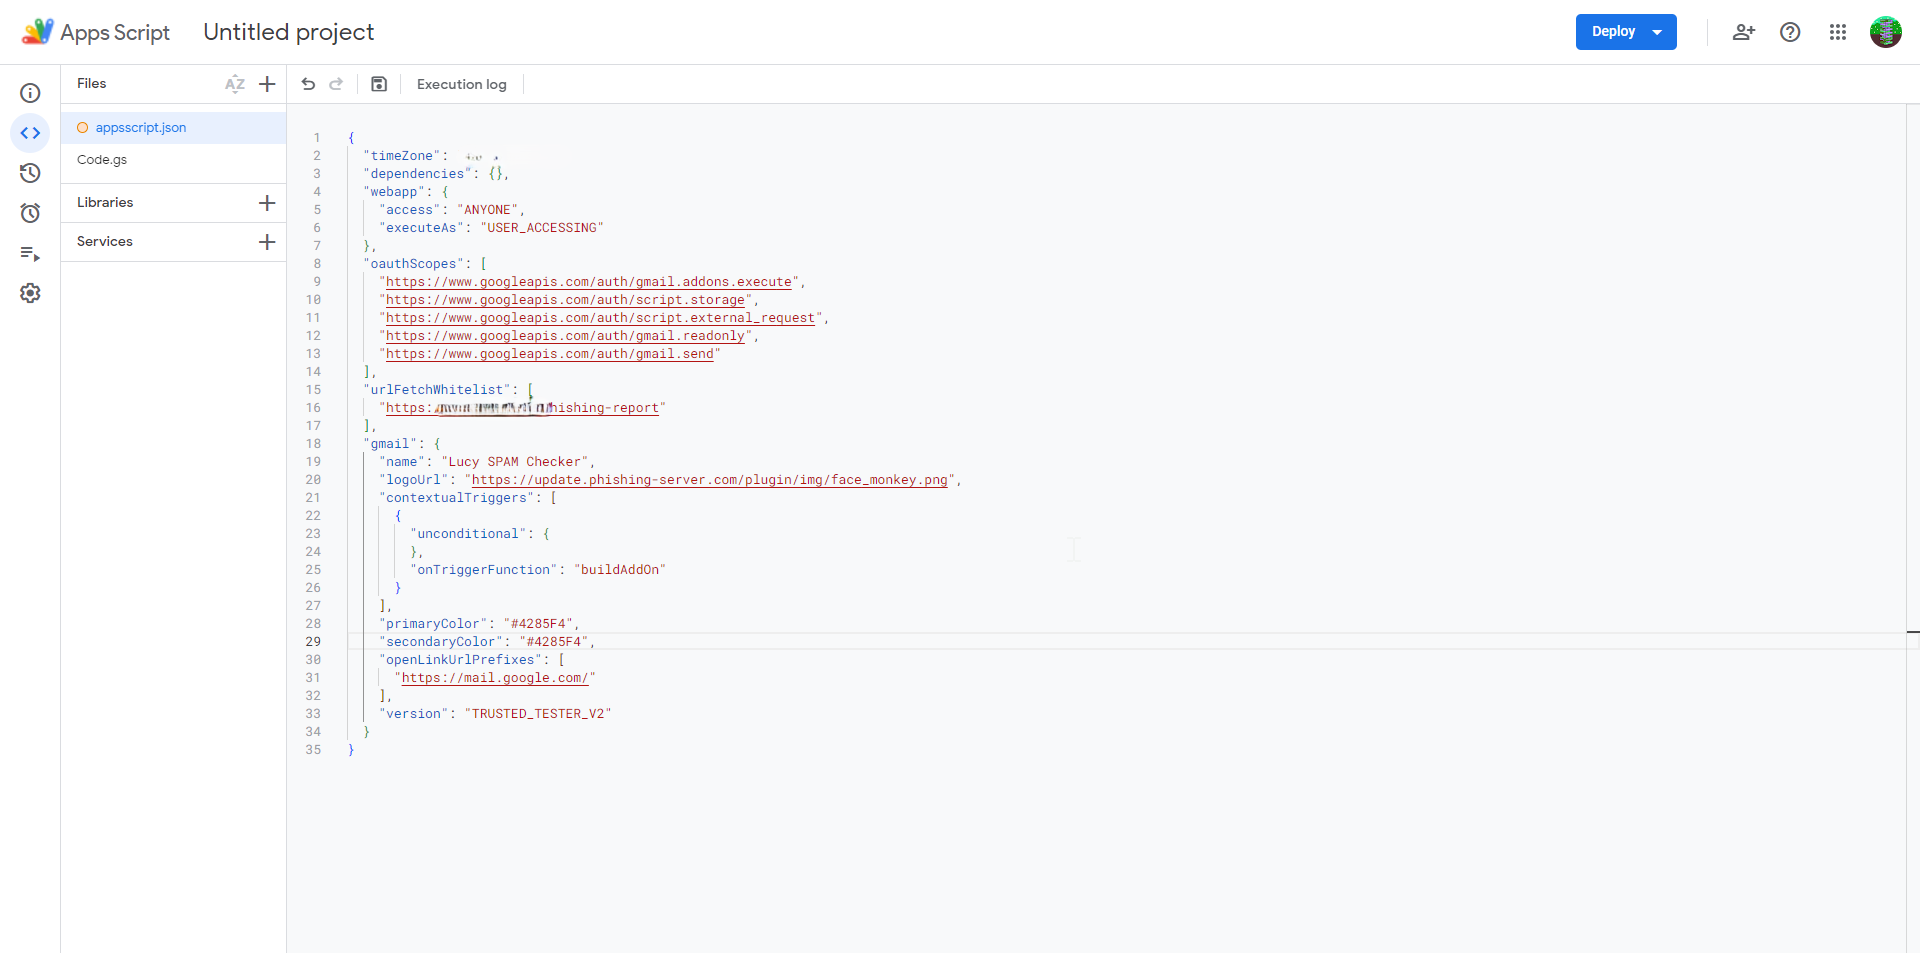 Apps Script
Untitled project
Deploy
Files
AZ
Execution log
appsscript.json
Code.gs
Libraries
Services
1 {
2 "timeZone":
3 "dependencies": {},
4 "webapp": {
5 "access": "ANYONE",
6 "executeAs": "USER_ACCESSING"
7 },
8 "oauthScopes": [
9 "https://www.googleapis.com/auth/gmail.addons.execute",
10 "https://www.googleapis.com/auth/script.storage",
11 "https://www.googleapis.com/auth/script.external_request",
12 "https://www.googleapis.com/auth/gmail.readonly",
13 "https://www.googleapis.com/auth/gmail.send"
14 ],
15 "urlFetchWhitelist": [
16 "https: hishing-report"
17 ],
18 "gmail": {
19 "name": "Lucy SPAM Checker",
20 "logoUrl": "https://update.phishing-server.com/plugin/img/face_monkey.png",
21 "contextualTriggers": [
22 {
23 "unconditional": {
24 },
25 "onTriggerFunction": "buildAddOn"
26 }
27 ],
28 "primaryColor": "#4285F4",
29 "secondaryColor": "#4285F4",
30 "openLinkUrlPrefixes": [
31 "https://mail.google.com/"
32 ],
33 "version": "TRUSTED_TESTER_V2"
34 }
35 }